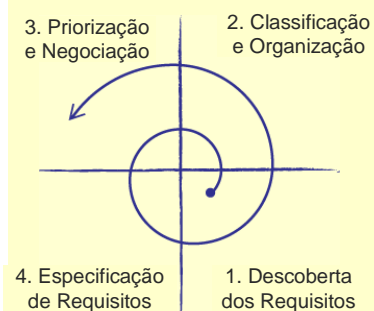 3. Priorização
e Negociação
2. Classificação
e Organização
4. Especificação
de Requisitos
1. Descoberta
dos Requisitos